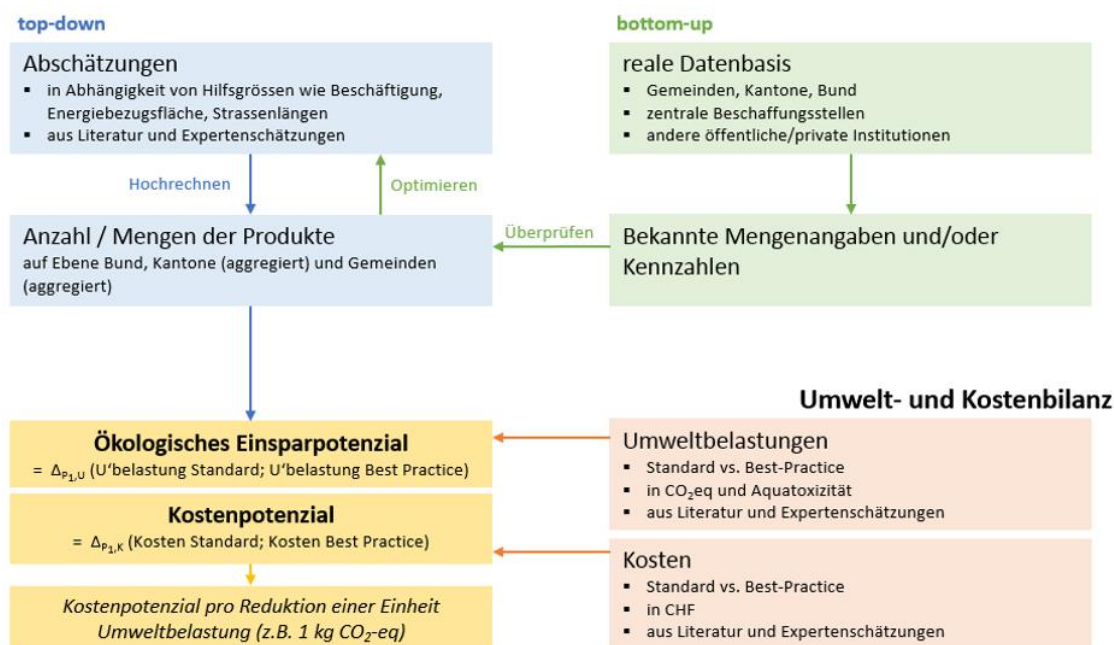 top-down
Abschätzungen
▪ in Abhängigkeit von Hilfsgrössen wie Beschäftigung,
Energiebezugsfläche, Strassenlängen
▪ aus Literatur und Expertenschätzungen
Hochrechnen
Optimieren
Anzahl / Mengen der Produkte
auf Ebene Bund, Kantone (aggregiert) und Gemeinden
(aggregiert)
bottom-up
reale Datenbasis
▪ Gemeinden, Kantone, Bund
▪ zentrale Beschaffungsstellen
▪ andere öffentliche/private Institutionen
Überprüfen
Bekannte Mengenangaben und/oder
Kennzahlen
Ökologisches Einsparpotenzial
= Δ_P₁,U (U'belastung Standard; U'belastung Best Practice)
Kostenpotenzial
= Δ_P₁,K (Kosten Standard; Kosten Best Practice)
Kostenpotenzial pro Reduktion einer Einheit
Umweltbelastung (z.B. 1 kg CO₂-eq)
Umwelt- und Kostenbilanz
Umweltbelastungen
▪ Standard vs. Best-Practice
▪ in CO₂eq und Aquatoxizität
▪ aus Literatur und Expertenschätzungen
Kosten
▪ Standard vs. Best-Practice
▪ in CHF
▪ aus Literatur und Expertenschätzungen